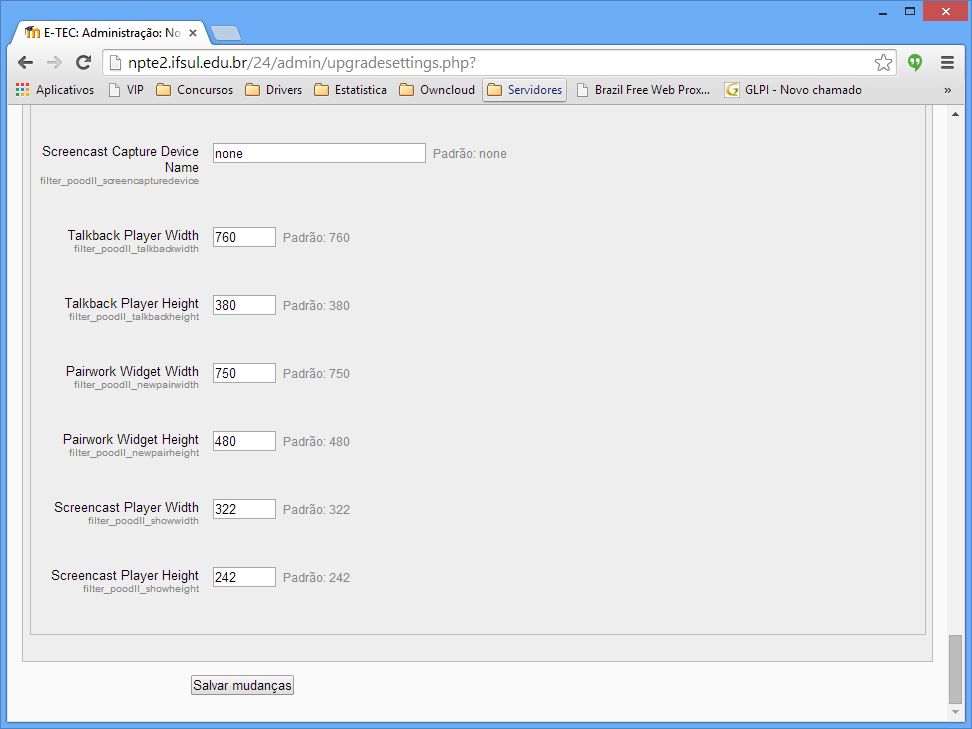 E-TEC: Administração: No
npte2.ifsul.edu.br/24/admin/upgradesettings.php?
Aplicativos VIP Concursos Drivers Estatistica Owncloud Servidores Brazil Free Web Prox... GLPI - Novo chamado »
Screencast Capture Device
Name
filter_poodll_screencapturedevice
none Padrão: none
Talkback Player Width
filter_poodll_talkbackwidth
760 Padrão: 760
Talkback Player Height
filter_poodll_talkbackheight
380 Padrão: 380
Pairwork Widget Width
filter_poodll_newpairwidth
750 Padrão: 750
Pairwork Widget Height
filter_poodll_newpairheight
480 Padrão: 480
Screencast Player Width
filter_poodll_showwidth
322 Padrão: 322
Screencast Player Height
filter_poodll_showheight
242 Padrão: 242
Salvar mudanças